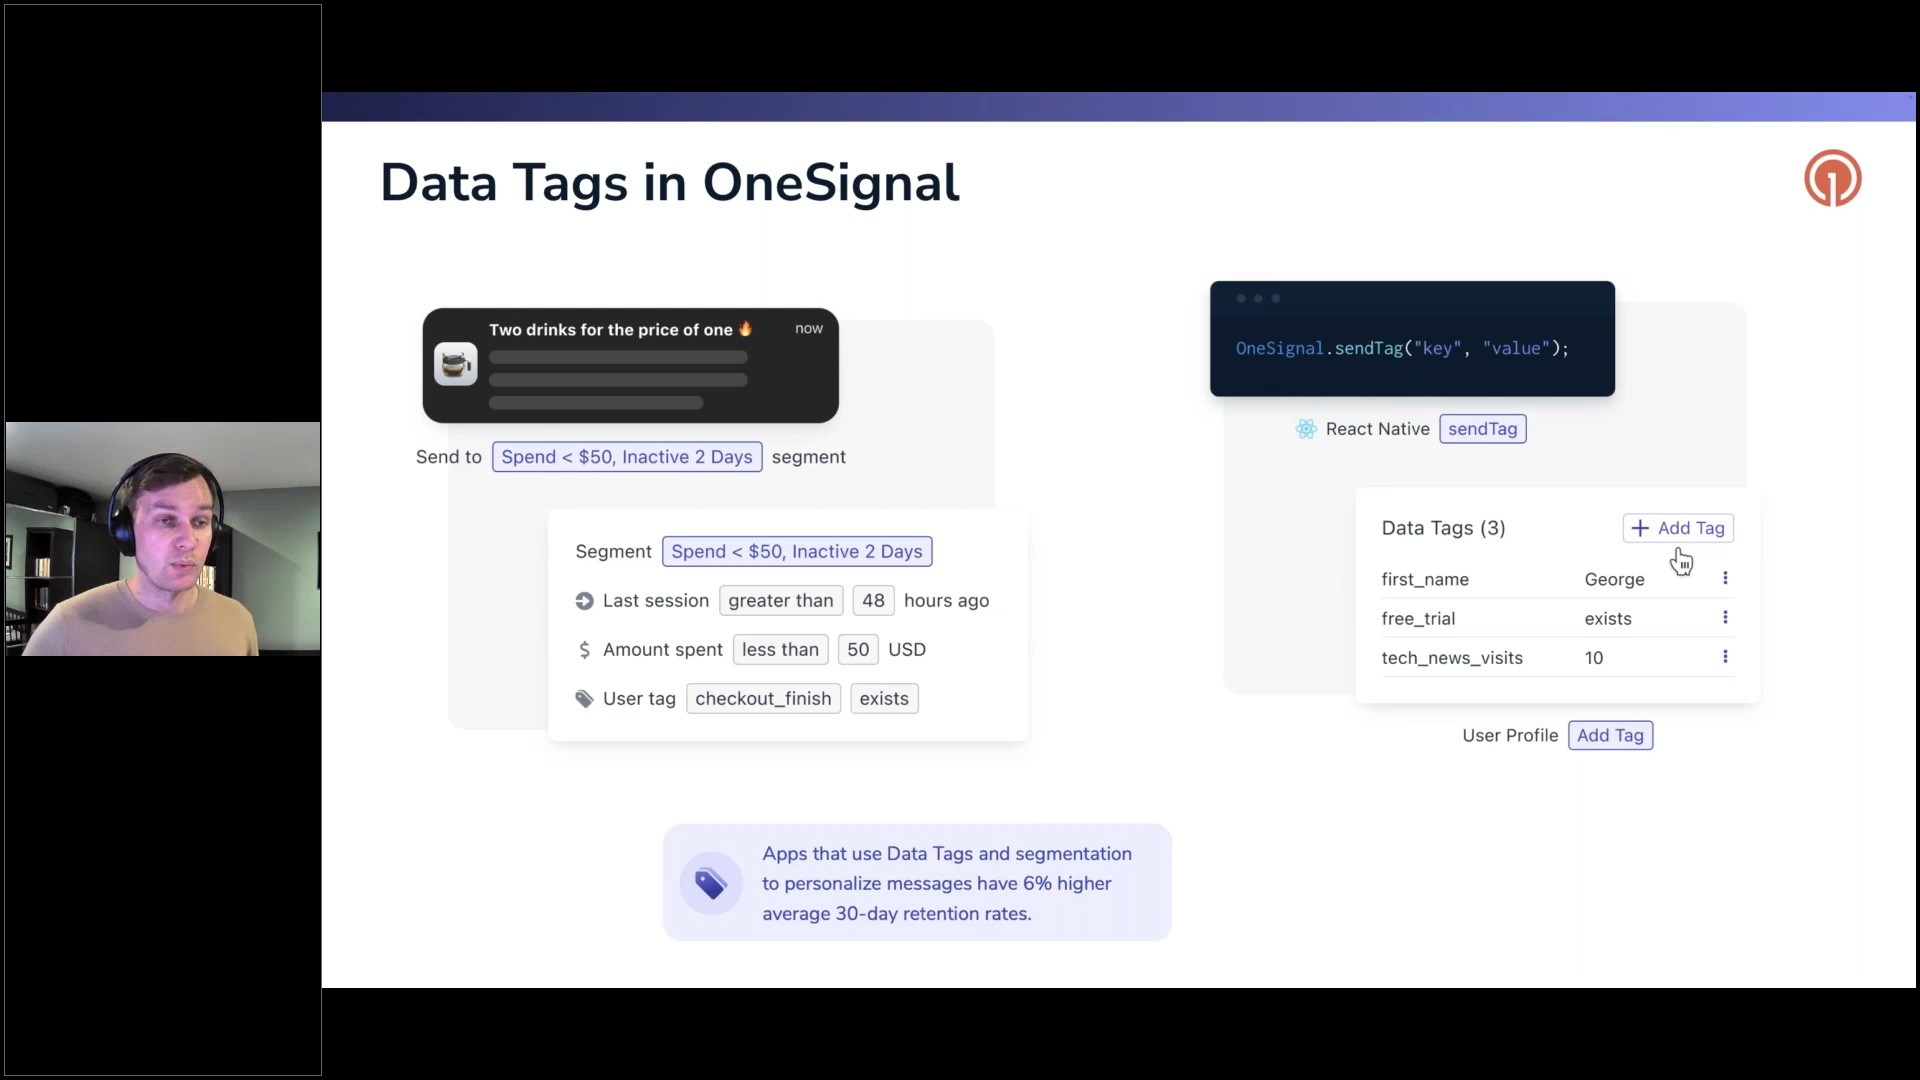 Data Tags in OneSignal
Two drinks for the price of one 🔥 now
Send to Spend < $50, Inactive 2 Days segment
Segment Spend < $50, Inactive 2 Days
Last session greater than 48 hours ago
$ Amount spent less than 50 USD
User tag checkout_finish exists
OneSignal.sendTag("key", "value");
React Native sendTag
Data Tags (3) + Add Tag
first_name George
free_trial exists
tech_news_visits 10
User Profile Add Tag
Apps that use Data Tags and segmentation
to personalize messages have 6% higher
average 30-day retention rates.